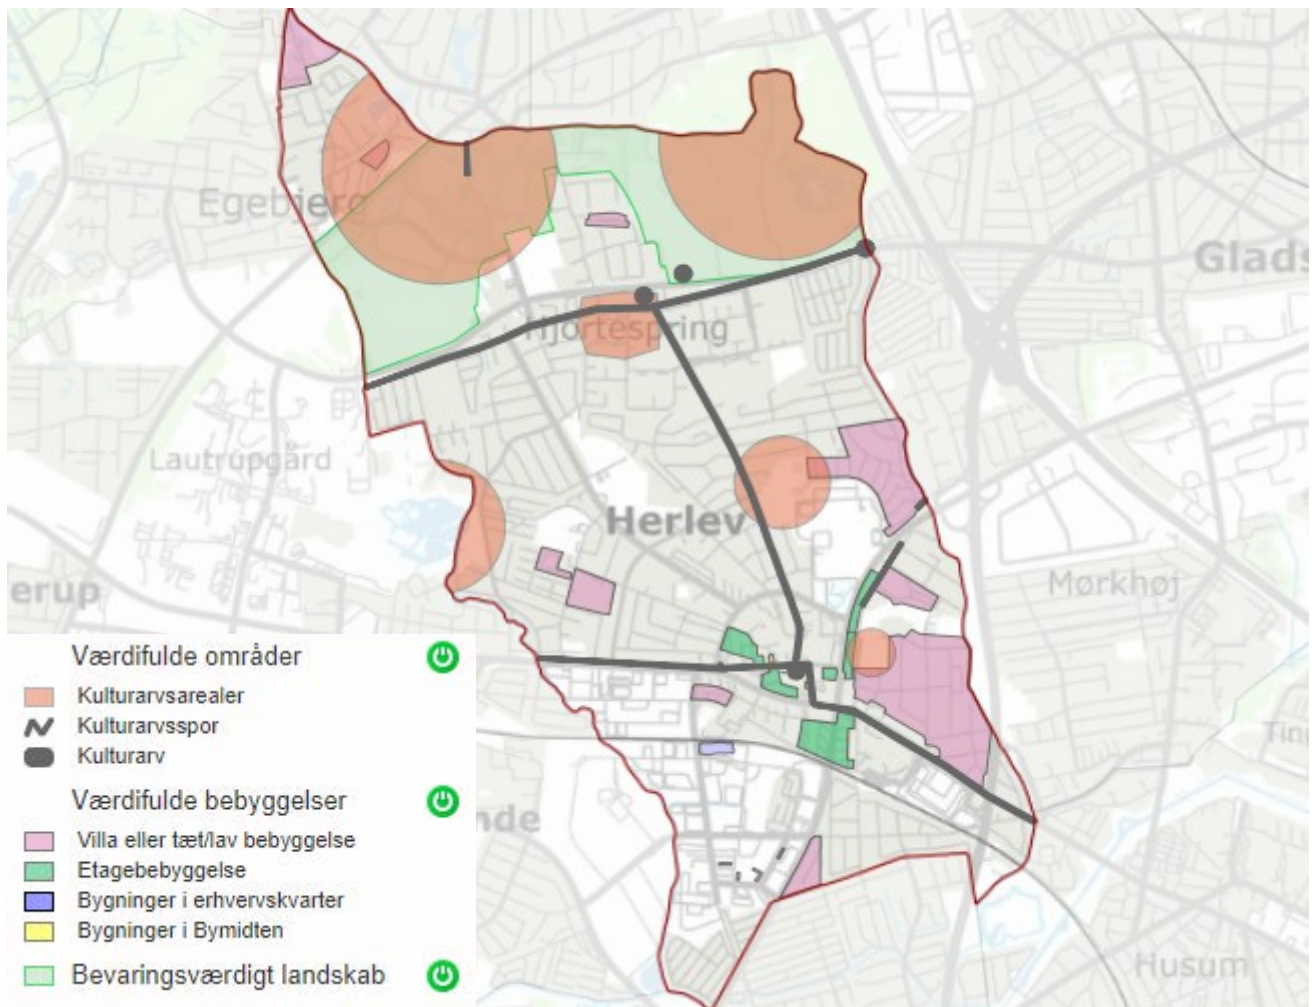 Egebjerg
Glads
Hjortespring
Lautrupgård
Herlev
Mørkhøj
erup
Værdifulde områder
Kulturarvsarealer
Kulturarvsspor
Kulturarv
Tin
Værdifulde bebyggelser
nde
Villa eller tæt/lav bebyggelse
Etagebebyggelse
Bygninger i erhvervskvarter
Bygninger i Bymidten
Husum
Bevaringsværdigt landskab